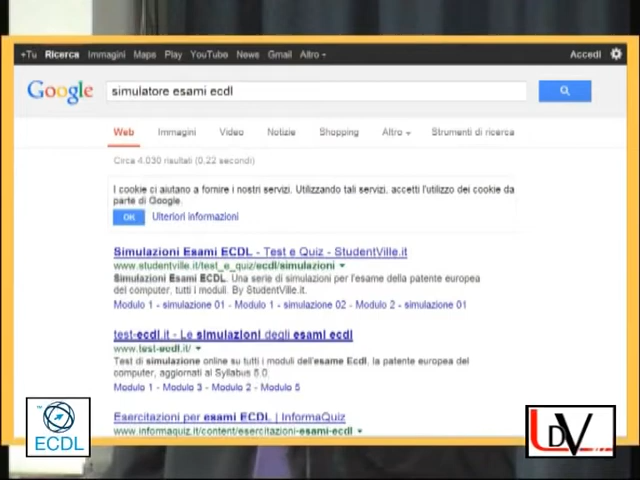 +Tu Ricerca Immagini Maps Play YouTube News Gmail Altro Accedi
Google simulatore esami ecdl
Web Immagini Video Notizie Shopping Altro Strumenti di ricerca
Circa 4.030 risultati (0,22 secondi)
I cookie ci aiutano a fornire i nostri servizi. Utilizzando tali servizi, accetti l'utilizzo dei cookie da
parte di Google.
OK Ulteriori informazioni
Simulazioni Esami ECDL - Test e Quiz - StudentVille.it
www.studentville.it/test_e_quiz/ecdl/simulazioni
Simulazioni Esami ECDL. Una serie di simulazioni per l'esame della patente europea
del computer, tutti i moduli. By StudentVille.it.
Modulo 1 - simulazione 01 - Modulo 1 - simulazione 02 - Modulo 2 - simulazione 01
test-ecdl.it - Le simulazioni degli esami ecdl
www.test-ecdl.it/
Test di simulazione online su tutti i moduli dell'esame Ecdl, la patente europea del
computer, aggiornati al Syllabus 5.0.
Modulo 1 - Modulo 3 - Modulo 2 - Modulo 5
Esercitazioni per esami ECDL | InformaQuiz
www.informaquiz.it/content/esercitazioni-esami-ecdl
ECDL
UDV